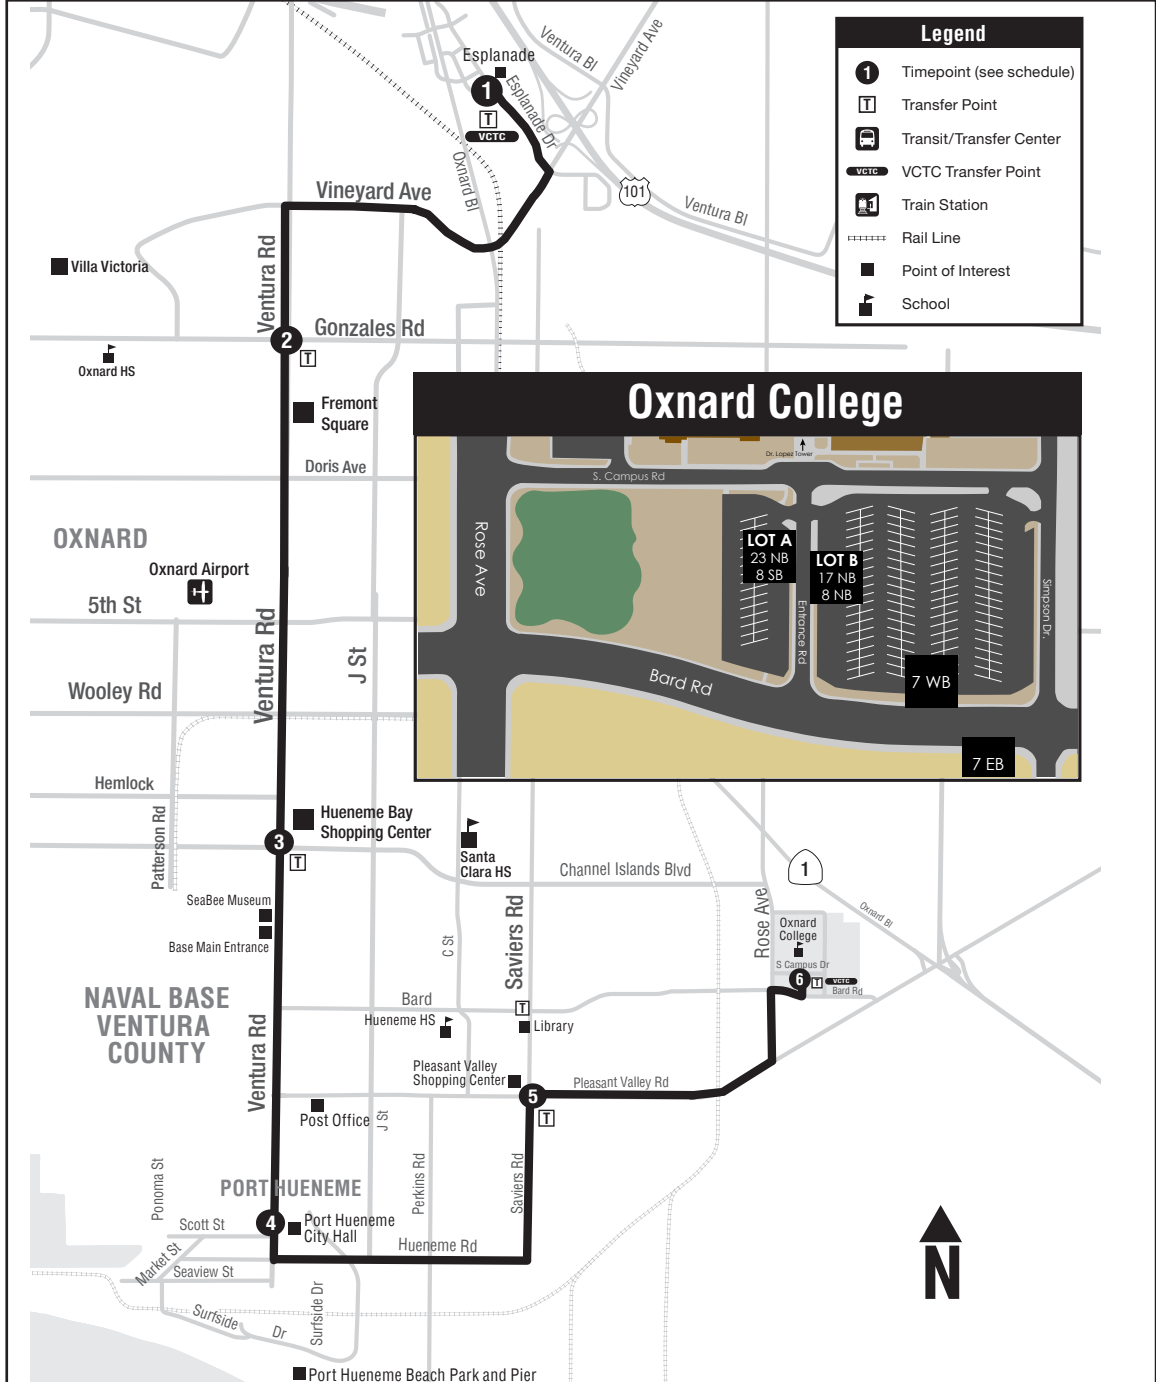 Legend
1 Timepoint (see schedule)
T Transfer Point
Transit/Transfer Center
VCTC VCTC Transfer Point
Train Station
Rail Line
Point of Interest
School
Esplanade
1
T
VCTC
Esplanade Dr
Ventura Bl
Vineyard Ave
Oxnard Bl
101
Ventura Bl
Vineyard Ave
Ventura Rd
Villa Victoria
2
Gonzales Rd
T
Oxnard HS
Fremont
Square
Doris Ave
OXNARD
Oxnard Airport
5th St
Ventura Rd
J St
Wooley Rd
Hemlock
Patterson Rd
Hueneme Bay
Shopping Center
3
T
Santa
Clara HS
Channel Islands Blvd
1
SeaBee Museum
Base Main Entrance
C St
Saviers Rd
Rose Ave
Oxnard Bl
Oxnard
College
S Campus Dr
6
T
VCTC
Bard Rd
NAVAL BASE
VENTURA
COUNTY
Bard
T
Hueneme HS
Library
Ventura Rd
Pleasant Valley
Shopping Center
Pleasant Valley Rd
5
T
Post Office
J St
Perkins Rd
Saviers Rd
Ponoma St
PORT HUENEME
4
Port Hueneme
City Hall
Scott St
Hueneme Rd
Market St
Seaview St
Surfside Dr
Surfside Dr
Port Hueneme Beach Park and Pier
N
Oxnard College
Dr. Lopez Tower
S. Campus Rd
Rose Ave
LOT A
23 NB
8 SB
LOT B
17 NB
8 NB
Entrance Rd
Simpson Dr.
Bard Rd
7 WB
7 EB